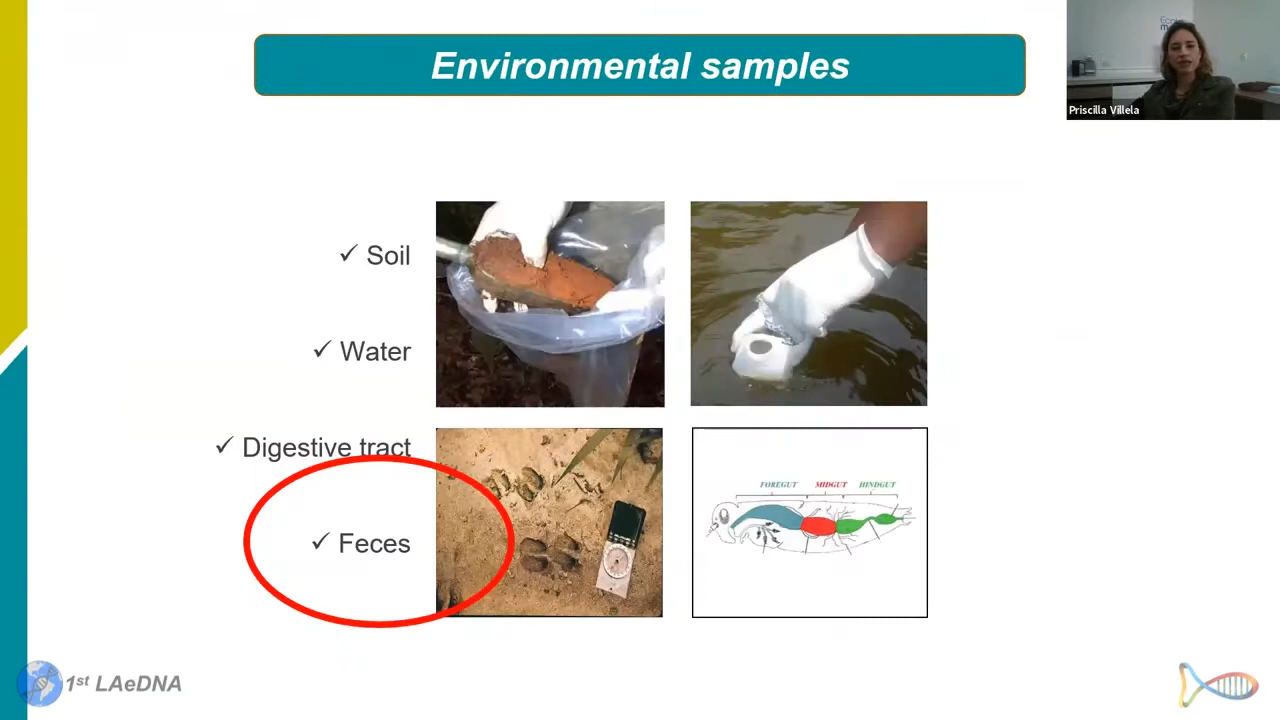 Environmental samples
Priscilla Villela
✓ Soil
✓ Water
✓ Digestive tract
✓ Feces
FOREGUT MIDGUT HINDGUT
1st LAeDNA